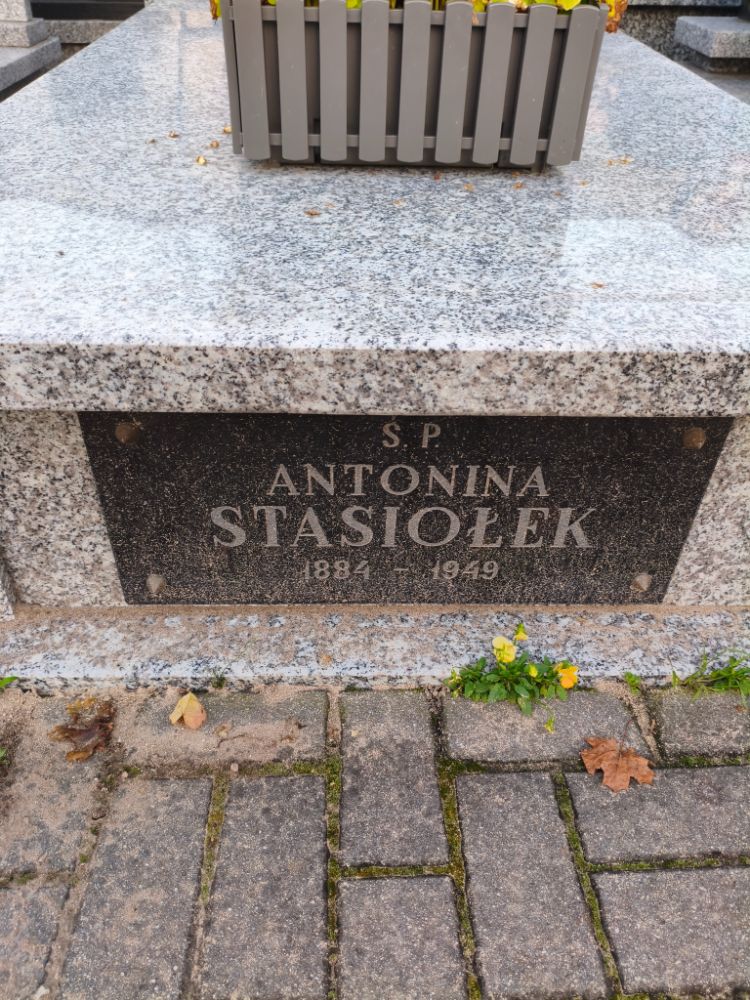 Ś.P
ANTONINA
STASIOŁEK
1884 - 1949